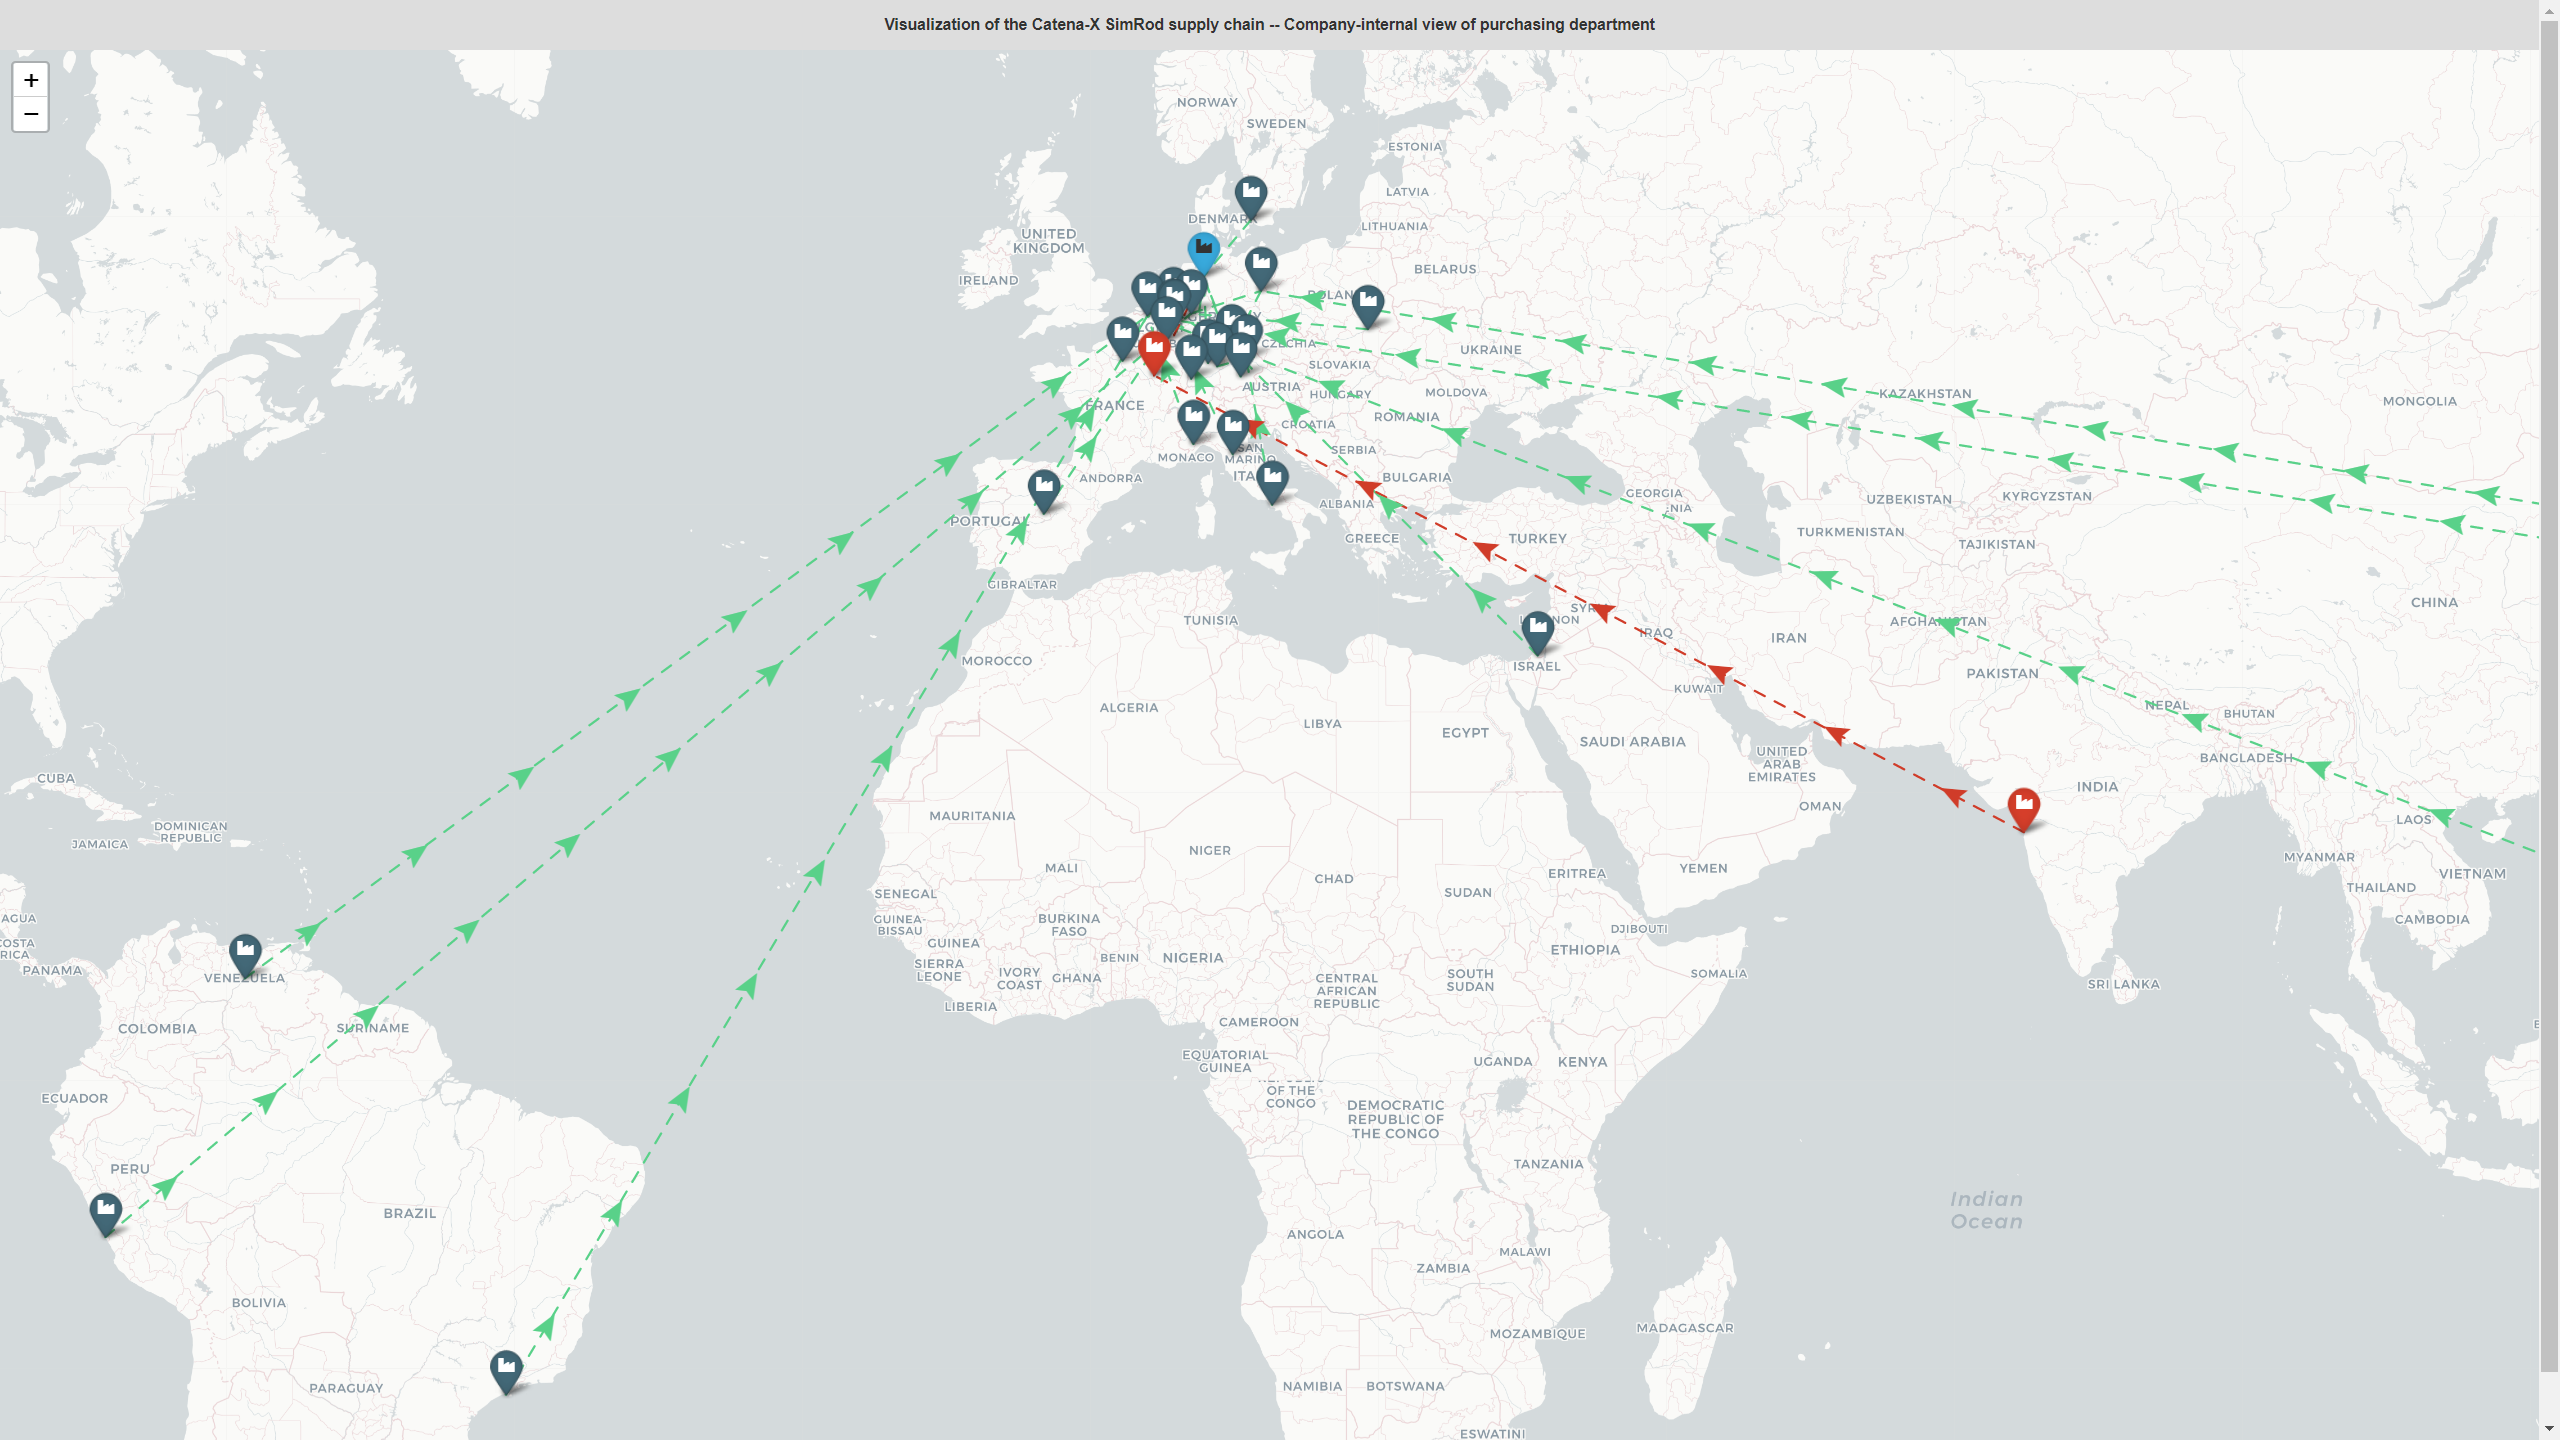 Visualization of the Catena-X SimRod supply chain -- Company-internal view of purchasing department
+
−
NORWAY
SWEDEN
ESTONIA
LATVIA
DENMARK
LITHUANIA
UNITED
KINGDOM
BELARUS
IRELAND
POLAN
CZECHIA
UKRAINE
SLOVAKIA
AUSTRIA
HUNGARY
MOLDOVA
KAZAKHSTAN
MONGOLIA
FRANCE
ROMANIA
CROATIA
SAN
MARINO
SERBIA
MONACO
ITA
ANDORRA
BULGARIA
ALBANIA
GEORGIA
NIA
UZBEKISTAN
KYRGYZSTAN
PORTUGAL
GREECE
TURKEY
TURKMENISTAN
TAJIKISTAN
GIBRALTAR
CHINA
TUNISIA
SYR
NON
AFGHANISTAN
IRAQ
IRAN
MOROCCO
ISRAEL
PAKISTAN
KUWAIT
NEPAL
BHUTAN
ALGERIA
LIBYA
EGYPT
SAUDI ARABIA
UNITED
ARAB
EMIRATES
BANGLADESH
CUBA
INDIA
OMAN
MAURITANIA
LAOS
DOMINICAN
REPUBLIC
JAMAICA
NIGER
MYANMAR
MALI
CHAD
ERITREA
YEMEN
VIETNAM
THAILAND
SENEGAL
SUDAN
AGUA
GUINEA-
BISSAU
BURKINA
FASO
CAMBODIA
DJIBOUTI
COSTA
RICA
GUINEA
ETHIOPIA
BENIN
NIGERIA
PANAMA
SIERRA
LEONE
IVORY
COAST
GHANA
VENEZUELA
CENTRAL
AFRICAN
REPUBLIC
SOUTH
SUDAN
SOMALIA
SRI LANKA
LIBERIA
COLOMBIA
SURINAME
CAMEROON
EQUATORIAL
GUINEA
UGANDA
KENYA
ECUADOR
OF THE
CONGO
DEMOCRATIC
REPUBLIC OF
THE CONGO
PERU
TANZANIA
BRAZIL
Indian
Ocean
ANGOLA
MALAWI
ZAMBIA
BOLIVIA
MOZAMBIQUE
MADAGASCAR
PARAGUAY
NAMIBIA
BOTSWANA
ESWATINI